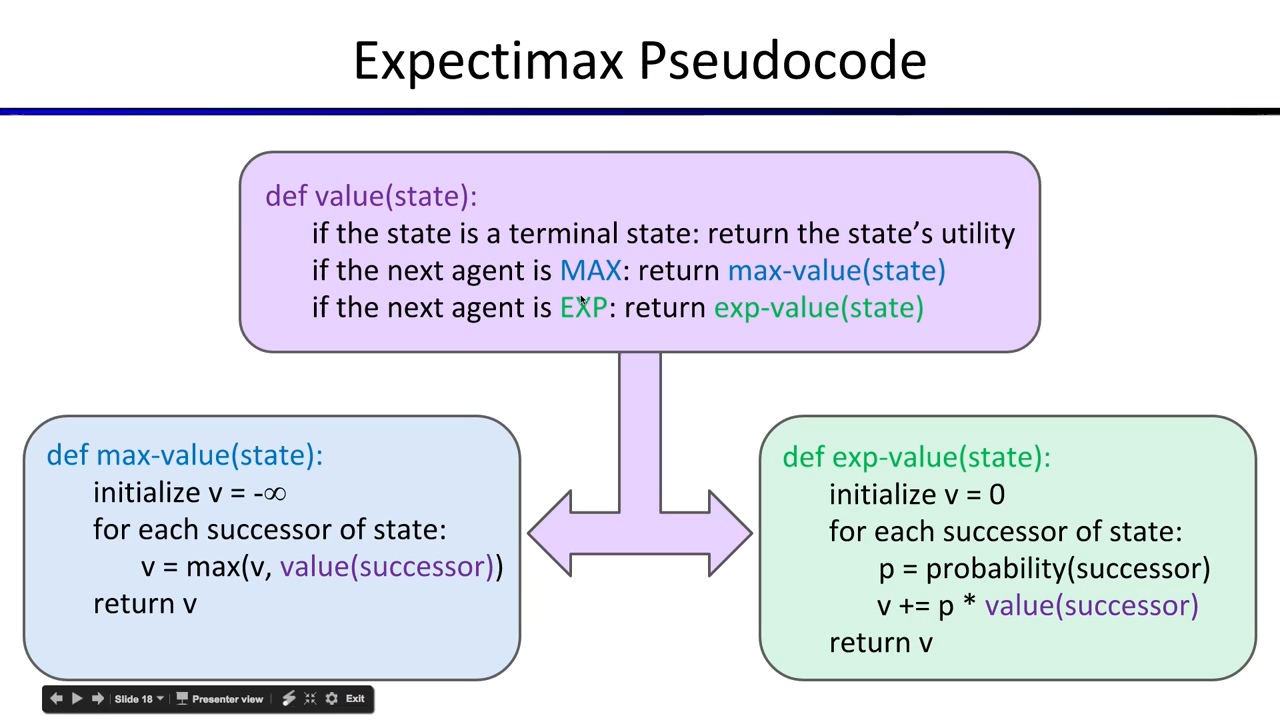 Expectimax Pseudocode
def value(state):
if the state is a terminal state: return the state’s utility
if the next agent is MAX: return max-value(state)
if the next agent is EXP: return exp-value(state)
def max-value(state):
initialize v = -∞
for each successor of state:
v = max(v, value(successor))
return v
def exp-value(state):
initialize v = 0
for each successor of state:
p = probability(successor)
v += p * value(successor)
return v
Slide 18
Presenter view
Exit